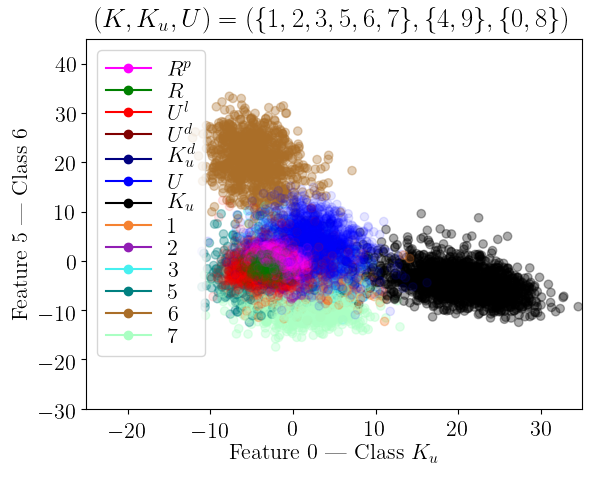 (K, K_u, U) = ({1, 2, 3, 5, 6, 7}, {4, 9}, {0, 8})
Feature 5 — Class 6
40
30
20
10
0
−10
−20
−30
R^p
R
U^l
U^d
K_u^d
U
K_u
1
2
3
5
6
7
−20
−10
0
10
20
30
Feature 0 — Class K_u